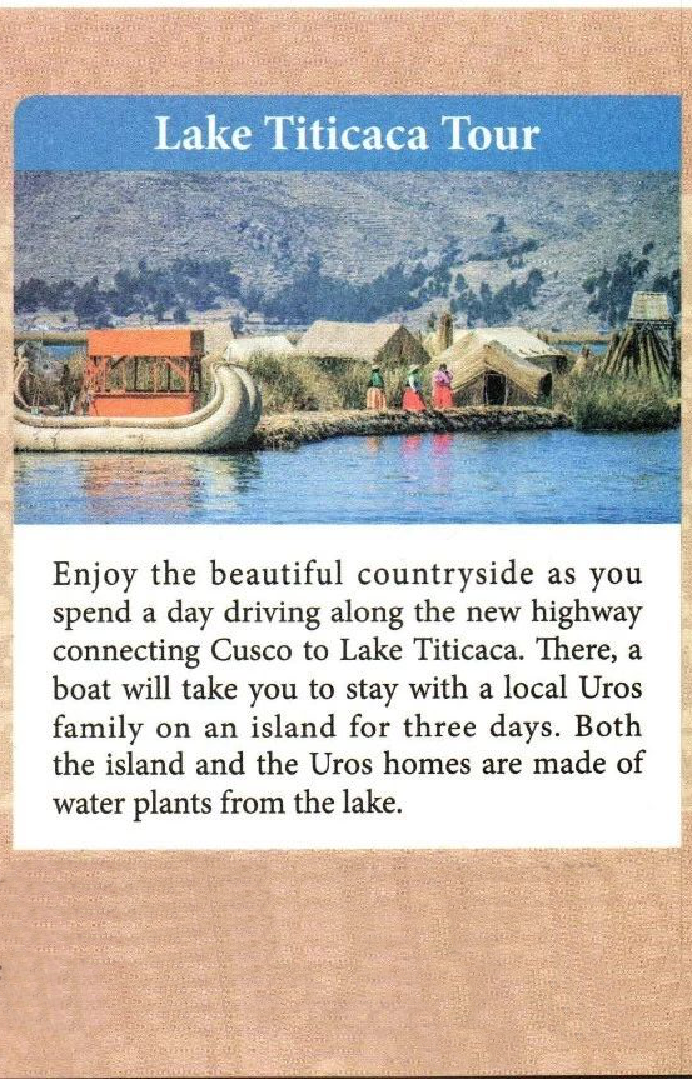 Lake Titicaca Tour
Enjoy the beautiful countryside as you
spend a day driving along the new highway
connecting Cusco to Lake Titicaca. There, a
boat will take you to stay with a local Uros
family on an island for three days. Both
the island and the Uros homes are made of
water plants from the lake.